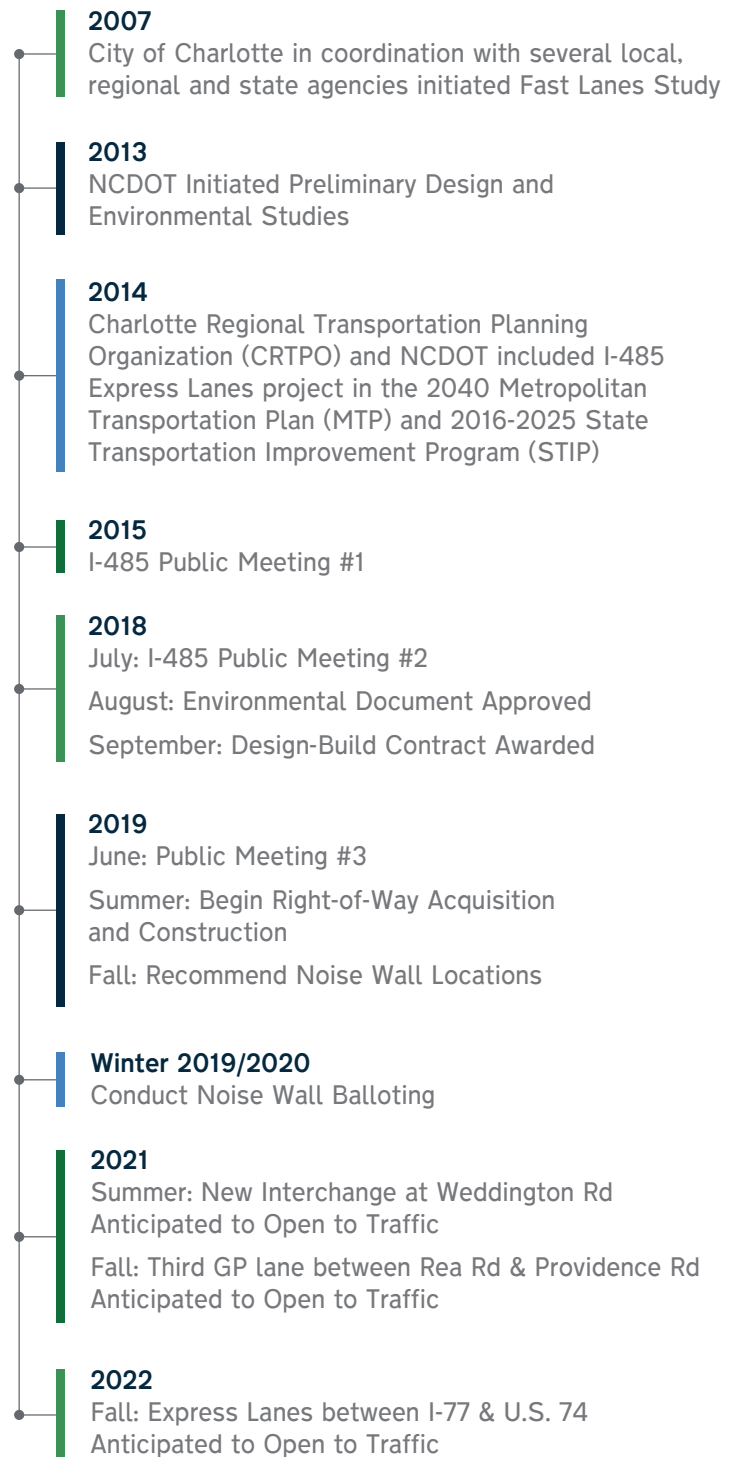 2007
City of Charlotte in coordination with several local,
regional and state agencies initiated Fast Lanes Study
2013
NCDOT Initiated Preliminary Design and
Environmental Studies
2014
Charlotte Regional Transportation Planning
Organization (CRTPO) and NCDOT included I-485
Express Lanes project in the 2040 Metropolitan
Transportation Plan (MTP) and 2016-2025 State
Transportation Improvement Program (STIP)
2015
I-485 Public Meeting #1
2018
July: I-485 Public Meeting #2
August: Environmental Document Approved
September: Design-Build Contract Awarded
2019
June: Public Meeting #3
Summer: Begin Right-of-Way Acquisition
and Construction
Fall: Recommend Noise Wall Locations
Winter 2019/2020
Conduct Noise Wall Balloting
2021
Summer: New Interchange at Weddington Rd
Anticipated to Open to Traffic
Fall: Third GP lane between Rea Rd & Providence Rd
Anticipated to Open to Traffic
2022
Fall: Express Lanes between I-77 & U.S. 74
Anticipated to Open to Traffic